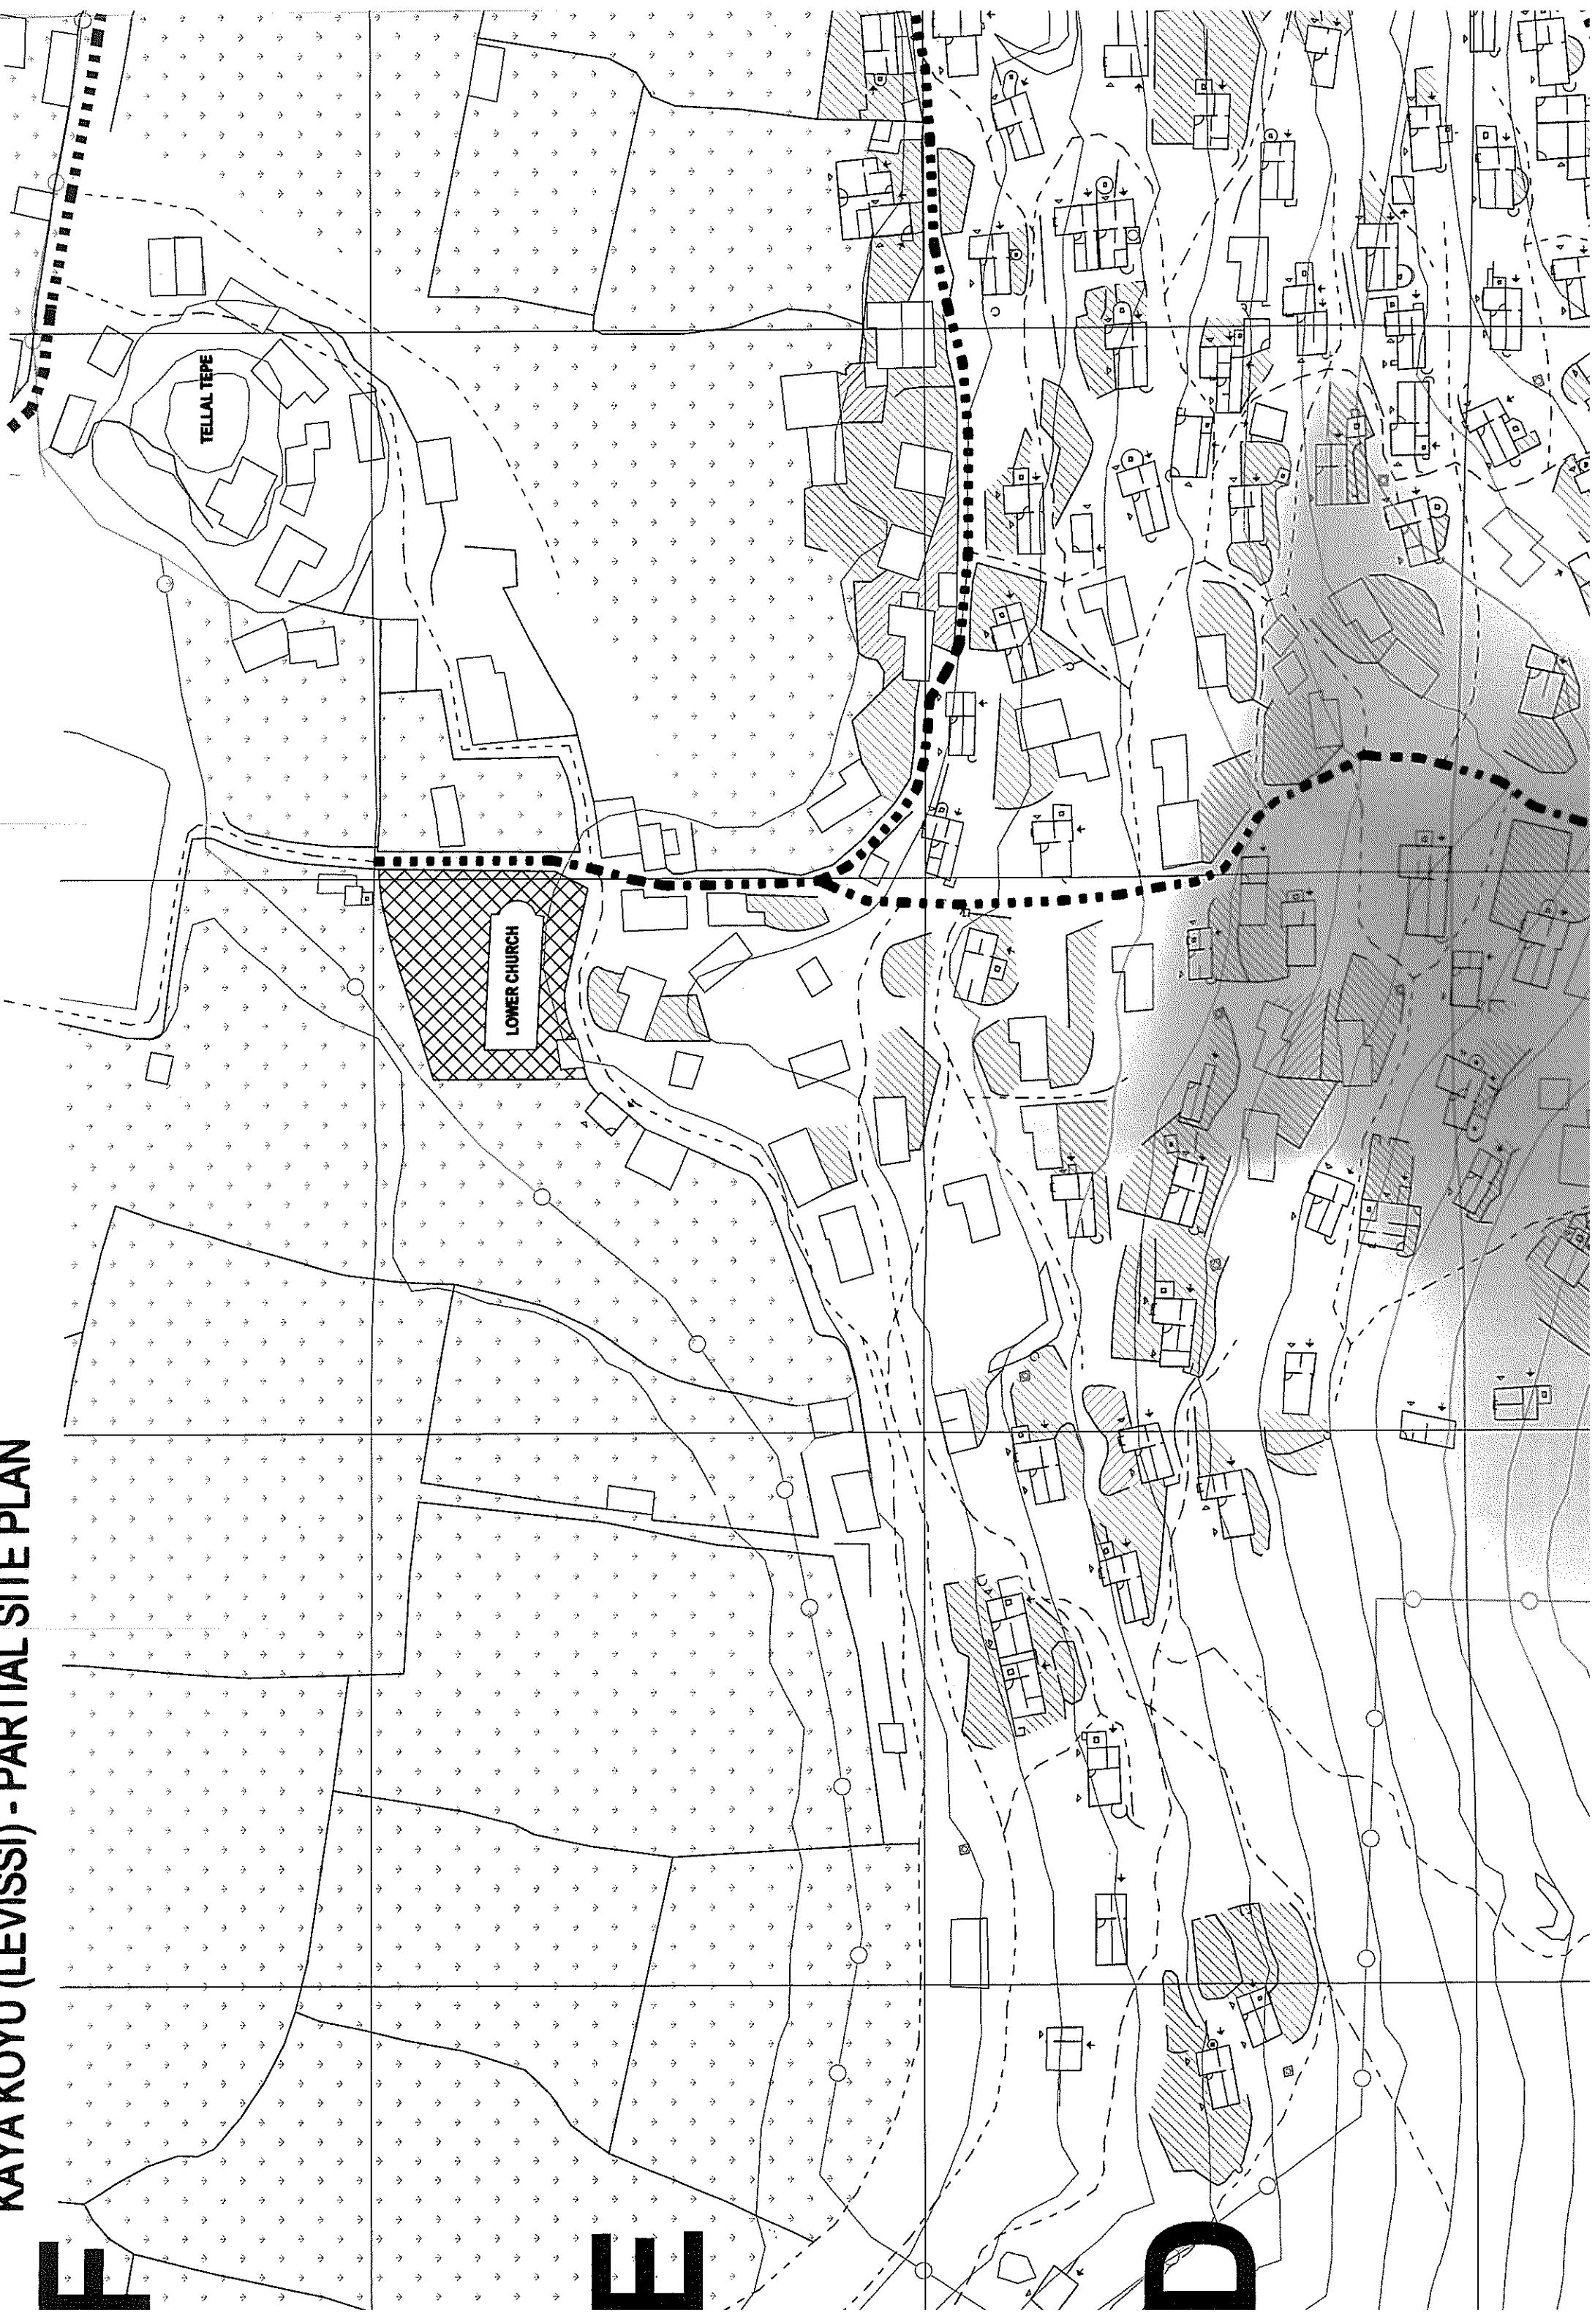 KAYA KOYU (LEVISSI) - PARTIAL SITE PLAN
F
TELLAL TEPE
LOWER CHURCH
E
D